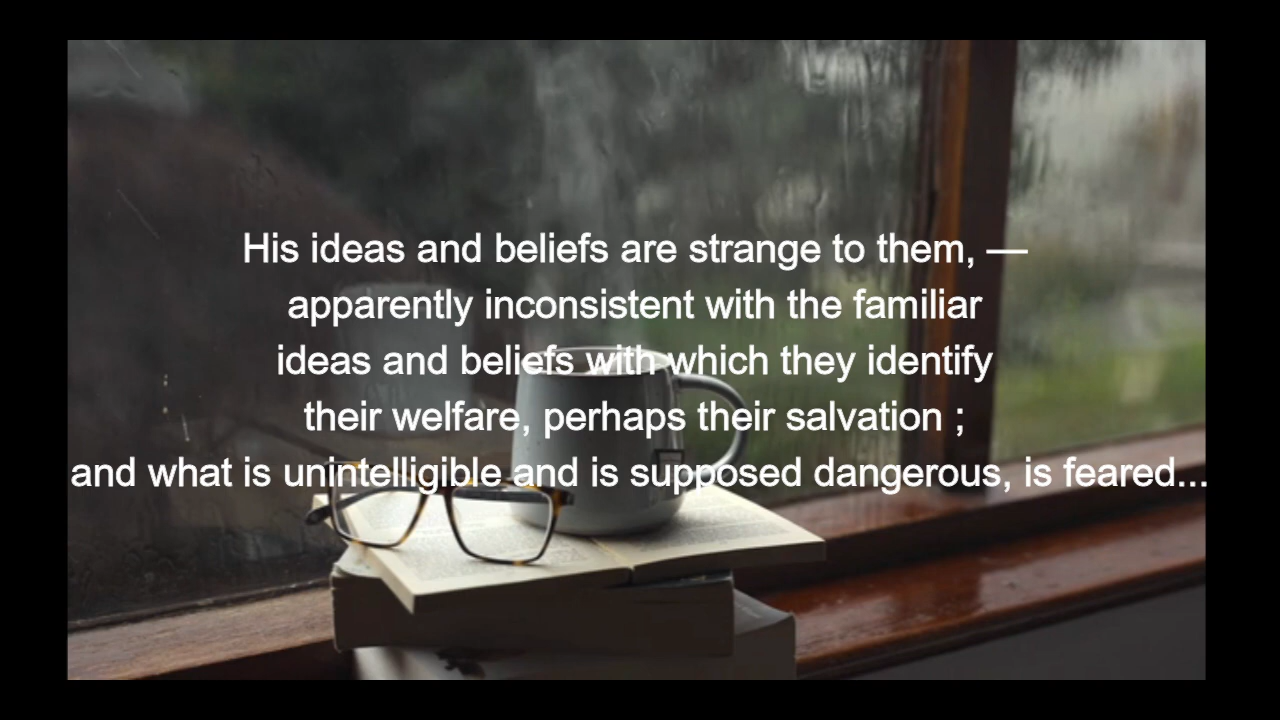 His ideas and beliefs are strange to them, —
apparently inconsistent with the familiar
ideas and beliefs with which they identify
their welfare, perhaps their salvation ;
and what is unintelligible and is supposed dangerous, is feared...